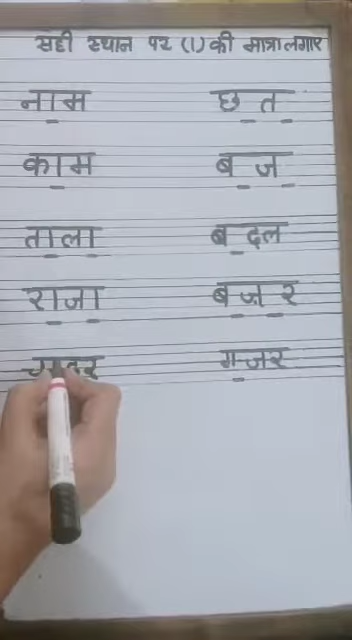 सही स्थान पर (ा) की मात्रा लगाए
नाम छ_त_
काम ब_ज_
ताला ब_दल
राजा ब_ज_र
ग_जर